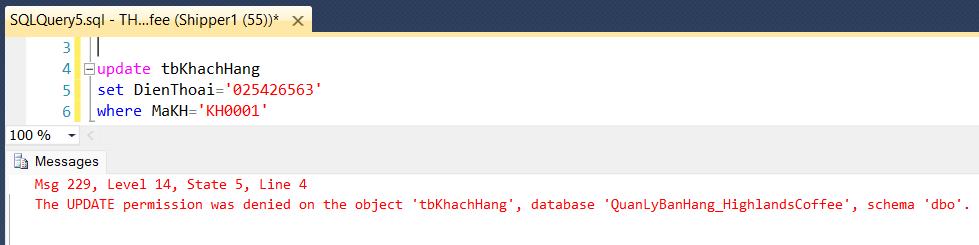 SQLQuery5.sql - TH...fee (Shipper1 (55))* ×
3
4 update tbKhachHang
5 set DienThoai='025426563'
6 where MaKH='KH0001'
100 %
Messages
Msg 229, Level 14, State 5, Line 4
The UPDATE permission was denied on the object 'tbKhachHang', database 'QuanLyBanHang_HighlandsCoffee', schema 'dbo'.